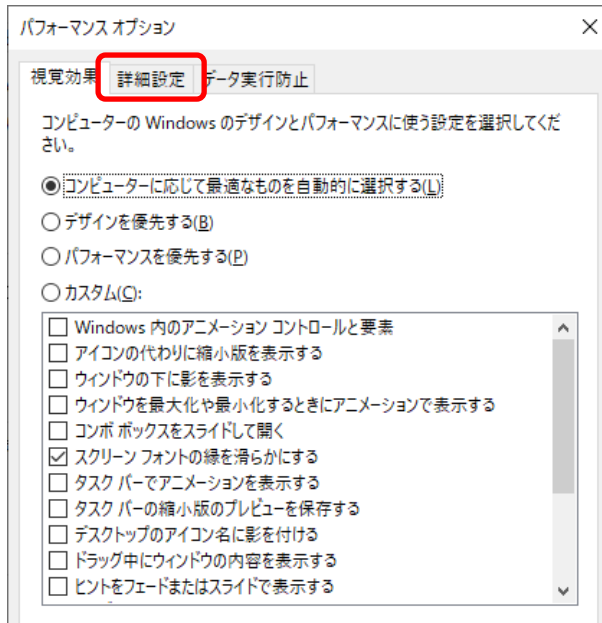 パフォーマンス オプション
視覚効果 詳細設定 データ実行防止
コンピューターの Windows のデザインとパフォーマンスに使う設定を選択してくだ
さい。
コンピューターに応じて最適なものを自動的に選択する(L)
デザインを優先する(B)
パフォーマンスを優先する(P)
カスタム(C):
Windows 内のアニメーション コントロールと要素
アイコンの代わりに縮小版を表示する
ウィンドウの下に影を表示する
ウィンドウを最大化や最小化するときにアニメーションで表示する
コンボ ボックスをスライドして開く
スクリーン フォントの縁を滑らかにする
タスク バーでアニメーションを表示する
タスク バーの縮小版のプレビューを保存する
デスクトップのアイコン名に影を付ける
ドラッグ中にウィンドウの内容を表示する
ヒントをフェードまたはスライドで表示する